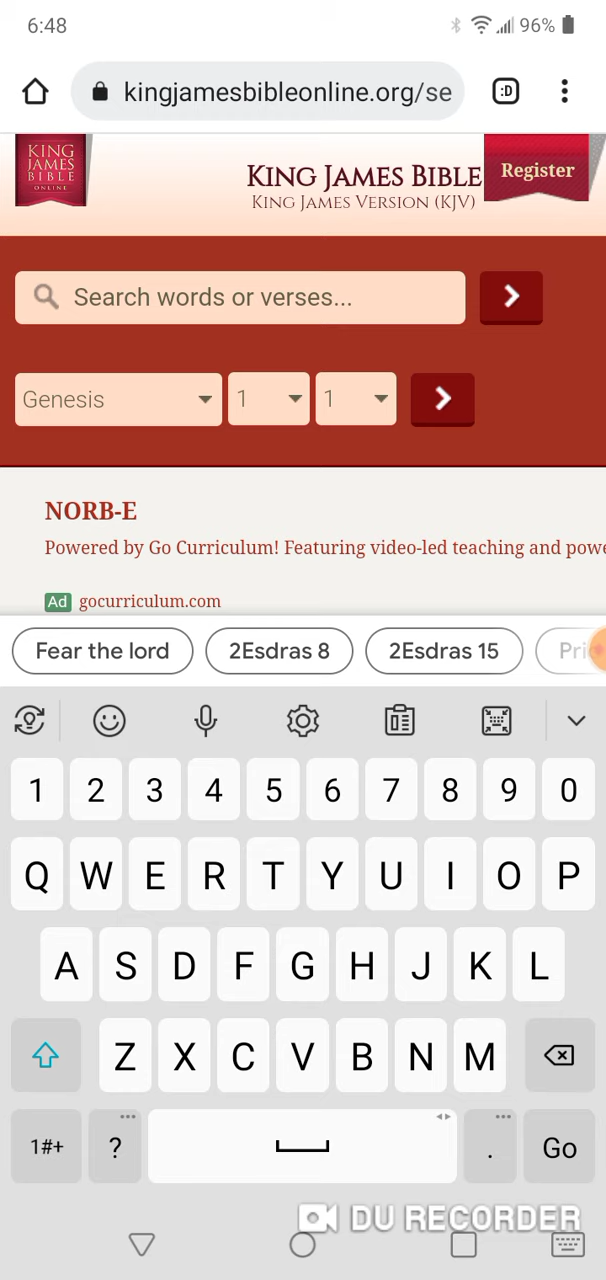 6:48
96%
:D
kingjamesbibleonline.org/se
KING
JAMES
BIBLE
ONLINE
KING JAMES BIBLE
KING JAMES VERSION (KJV)
Register
Search words or verses...
Genesis 1 1
NORB-E
Powered by Go Curriculum! Featuring video-led teaching and powe
Ad gocurriculum.com
Fear the lord 2Esdras 8 2Esdras 15 Pri
1 2 3 4 5 6 7 8 9 0
Q W E R T Y U I O P
A S D F G H J K L
Z X C V B N M
1#+ ? . Go
DU RECORDER